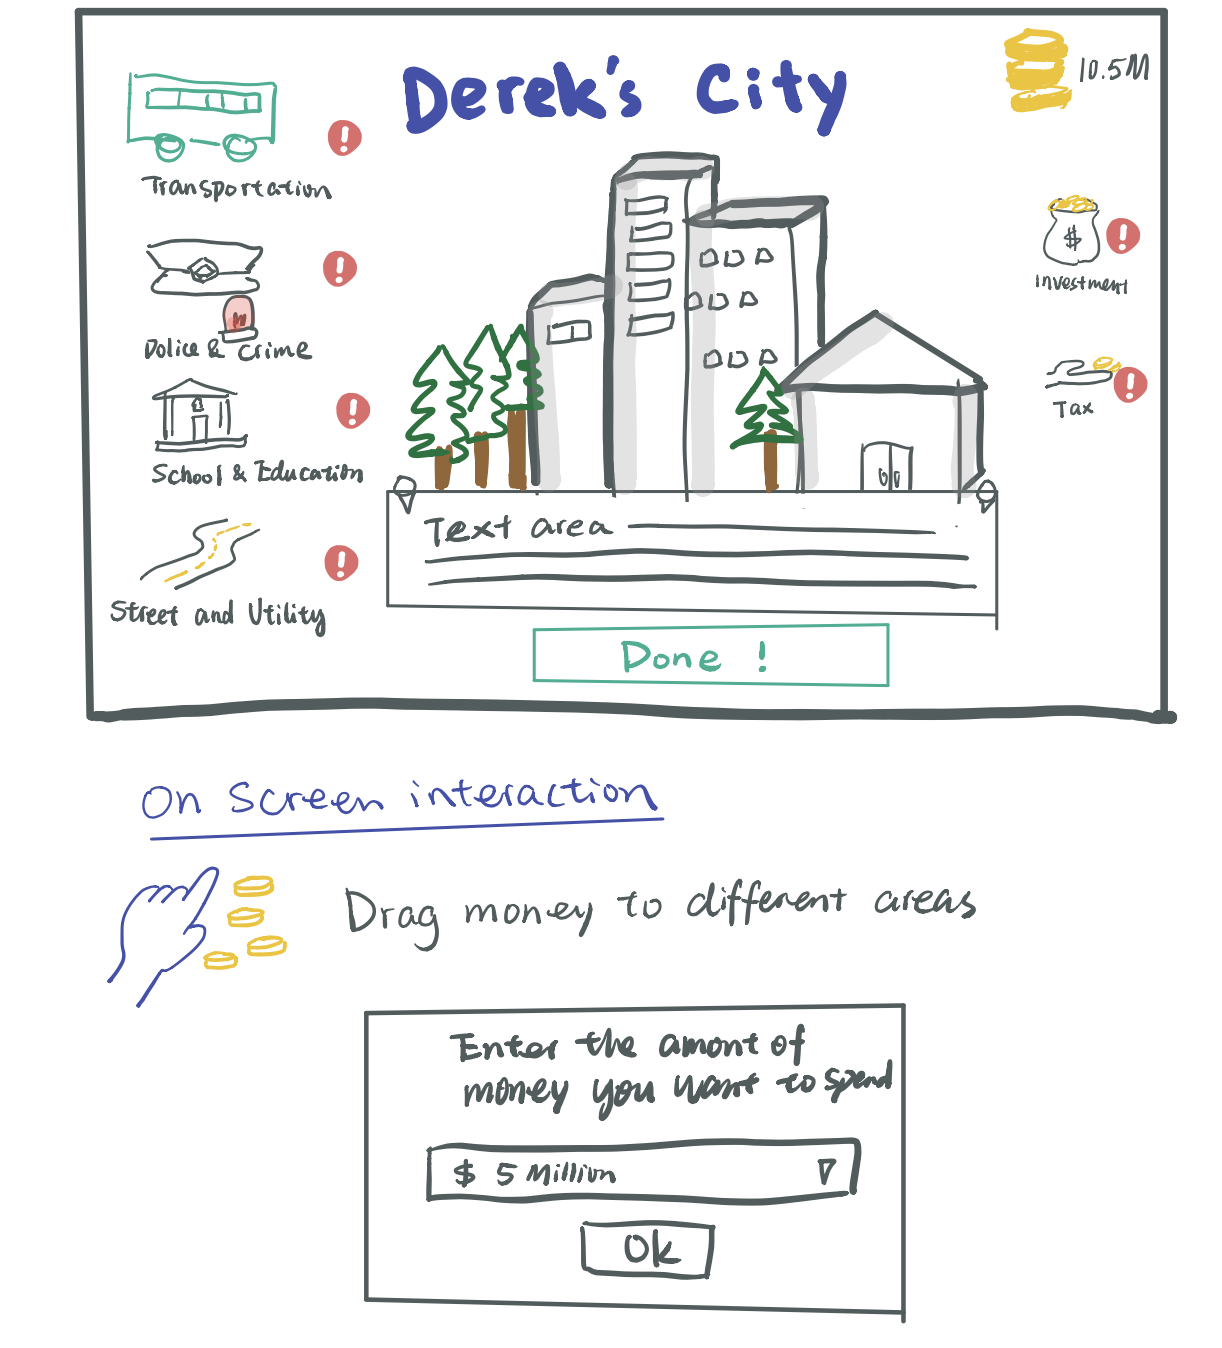 Derek's City
10.5M
Transportation
Police & Crime
School & Education
Street and Utility
$
Investment
Tax
Text area
Done !
On Screen interaction
Drag money to different areas
Enter the amont of
money you want to spend
$ 5 Million
Ok